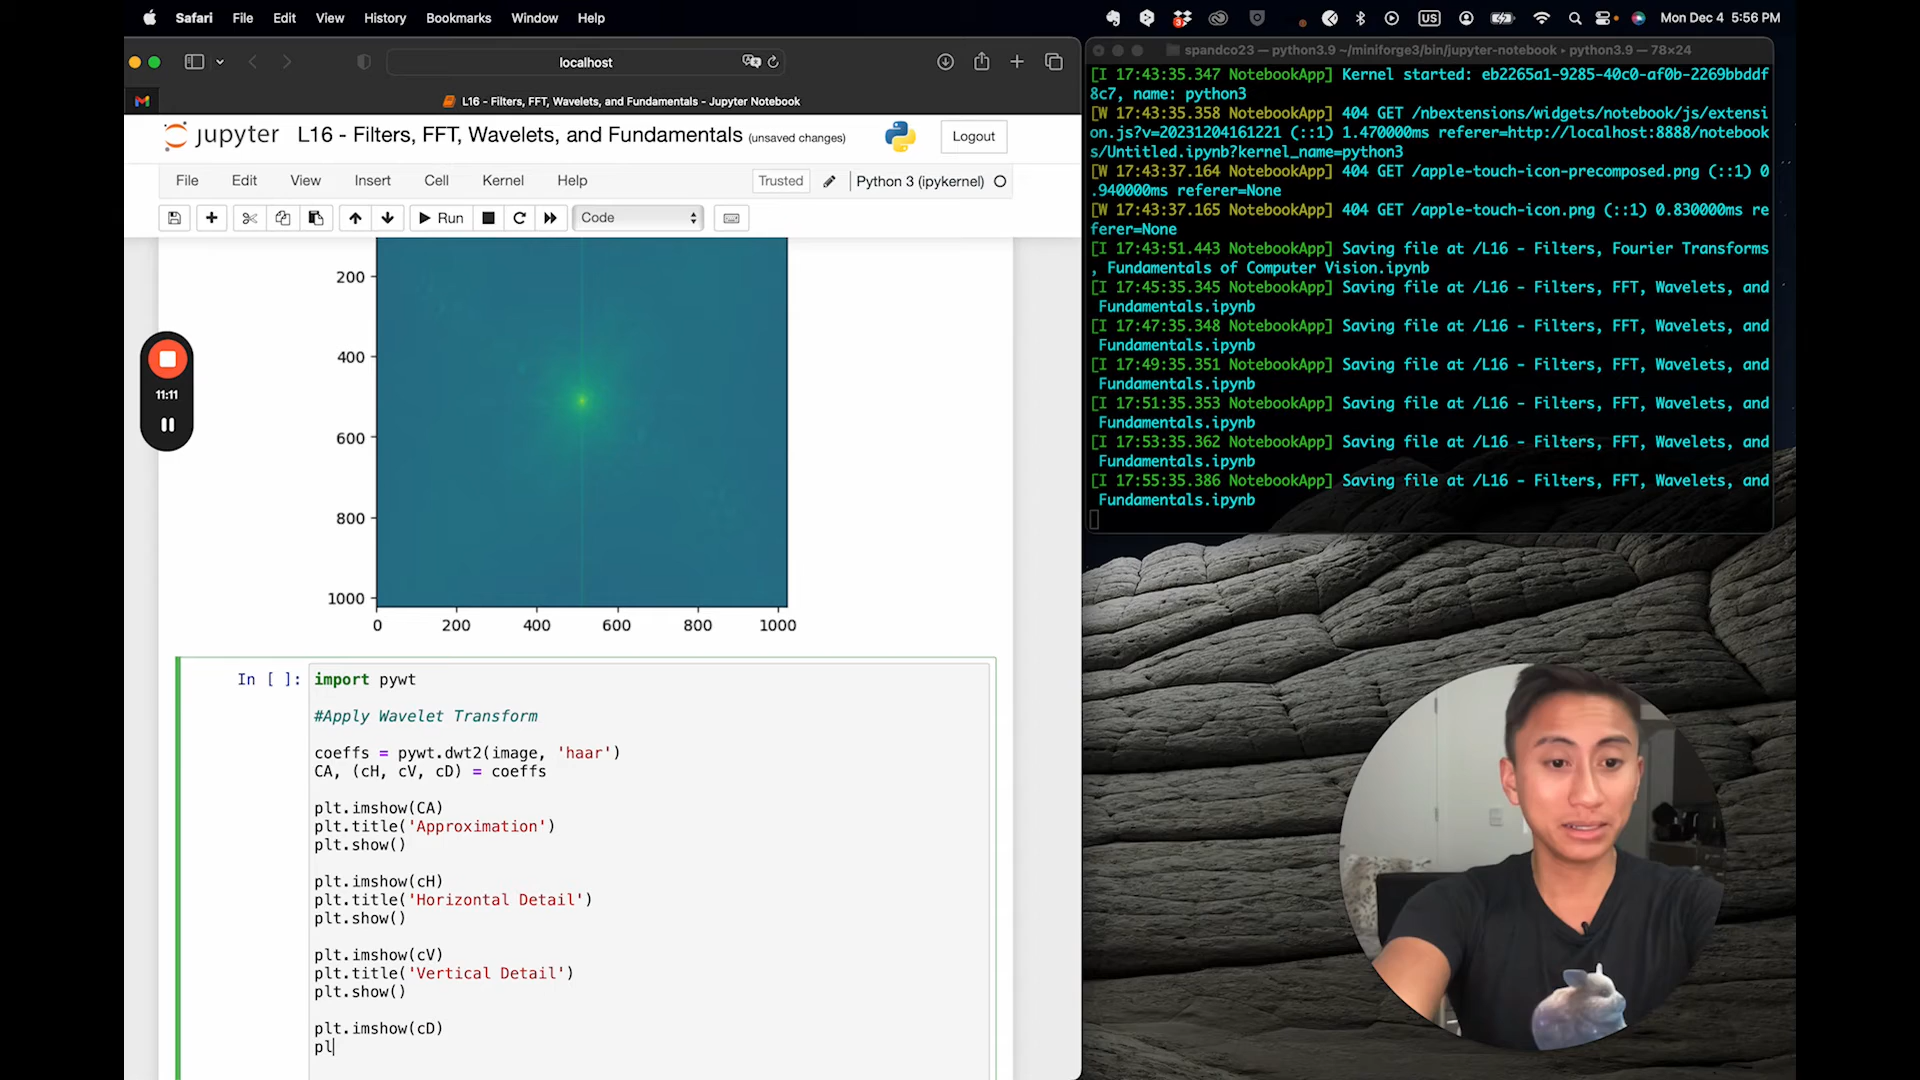 Safari File Edit View History Bookmarks Window Help
US
Mon Dec 4 5:56 PM
localhost
L16 - Filters, FFT, Wavelets, and Fundamentals - Jupyter Notebook
jupyter L16 - Filters, FFT, Wavelets, and Fundamentals (unsaved changes)
Logout
File Edit View Insert Cell Kernel Help
Trusted
Python 3 (ipykernel)
Run
Code
200
400
600
800
1000
0 200 400 600 800 1000
11:11
In [ ]:
import pywt
#Apply Wavelet Transform
coeffs = pywt.dwt2(image, 'haar')
CA, (cH, cV, cD) = coeffs
plt.imshow(CA)
plt.title('Approximation')
plt.show()
plt.imshow(cH)
plt.title('Horizontal Detail')
plt.show()
plt.imshow(cV)
plt.title('Vertical Detail')
plt.show()
plt.imshow(cD)
pl
spandco23 — python3.9 ~/miniforge3/bin/jupyter-notebook ▸ python3.9 — 78×24
[I 17:43:35.347 NotebookApp] Kernel started: eb2265a1-9285-40c0-af0b-2269bbddf
8c7, name: python3
[W 17:43:35.358 NotebookApp] 404 GET /nbextensions/widgets/notebook/js/extensi
on.js?v=20231204161221 (::1) 1.470000ms referer=http://localhost:8888/notebook
s/Untitled.ipynb?kernel_name=python3
[W 17:43:37.164 NotebookApp] 404 GET /apple-touch-icon-precomposed.png (::1) 0
.940000ms referer=None
[W 17:43:37.165 NotebookApp] 404 GET /apple-touch-icon.png (::1) 0.830000ms re
ferer=None
[I 17:43:51.443 NotebookApp] Saving file at /L16 - Filters, Fourier Transforms
, Fundamentals of Computer Vision.ipynb
[I 17:45:35.345 NotebookApp] Saving file at /L16 - Filters, FFT, Wavelets, and
Fundamentals.ipynb
[I 17:47:35.348 NotebookApp] Saving file at /L16 - Filters, FFT, Wavelets, and
Fundamentals.ipynb
[I 17:49:35.351 NotebookApp] Saving file at /L16 - Filters, FFT, Wavelets, and
Fundamentals.ipynb
[I 17:51:35.353 NotebookApp] Saving file at /L16 - Filters, FFT, Wavelets, and
Fundamentals.ipynb
[I 17:53:35.362 NotebookApp] Saving file at /L16 - Filters, FFT, Wavelets, and
Fundamentals.ipynb
[I 17:55:35.386 NotebookApp] Saving file at /L16 - Filters, FFT, Wavelets, and
Fundamentals.ipynb